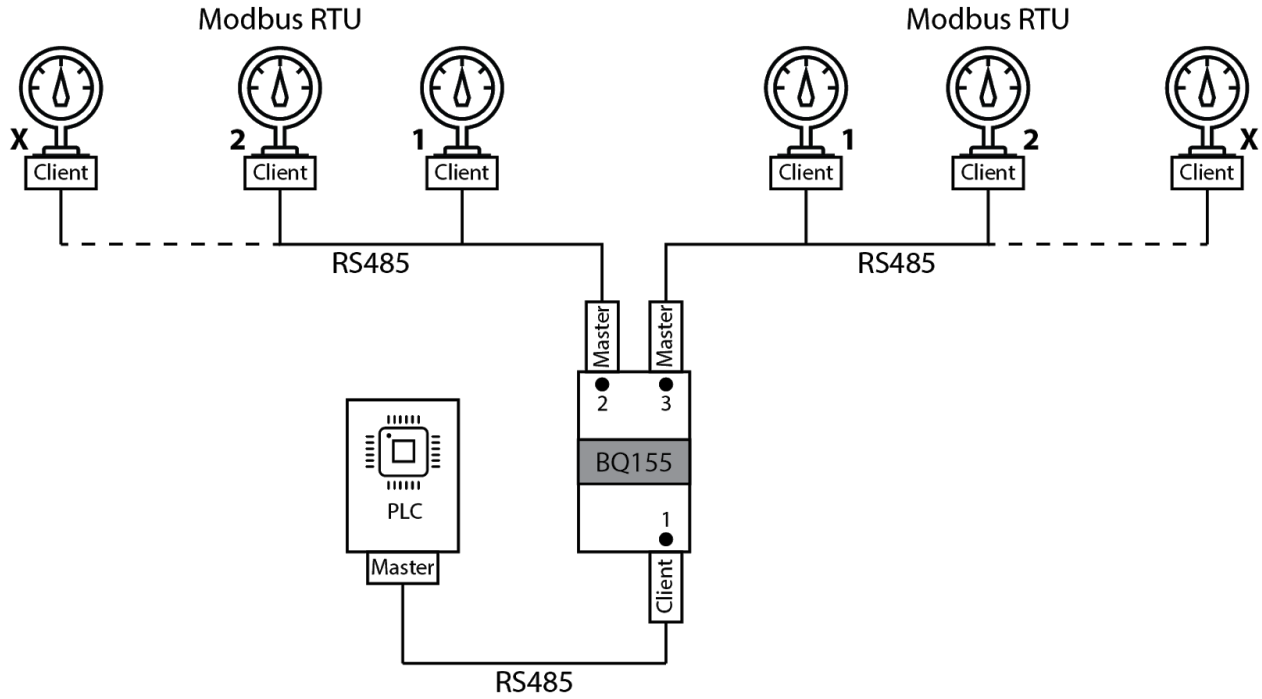 Modbus RTU
Modbus RTU
X
2
1
1
2
X
Client
Client
Client
Client
Client
Client
RS485
RS485
Master
Master
2
3
BQ155
PLC
1
Master
Client
RS485